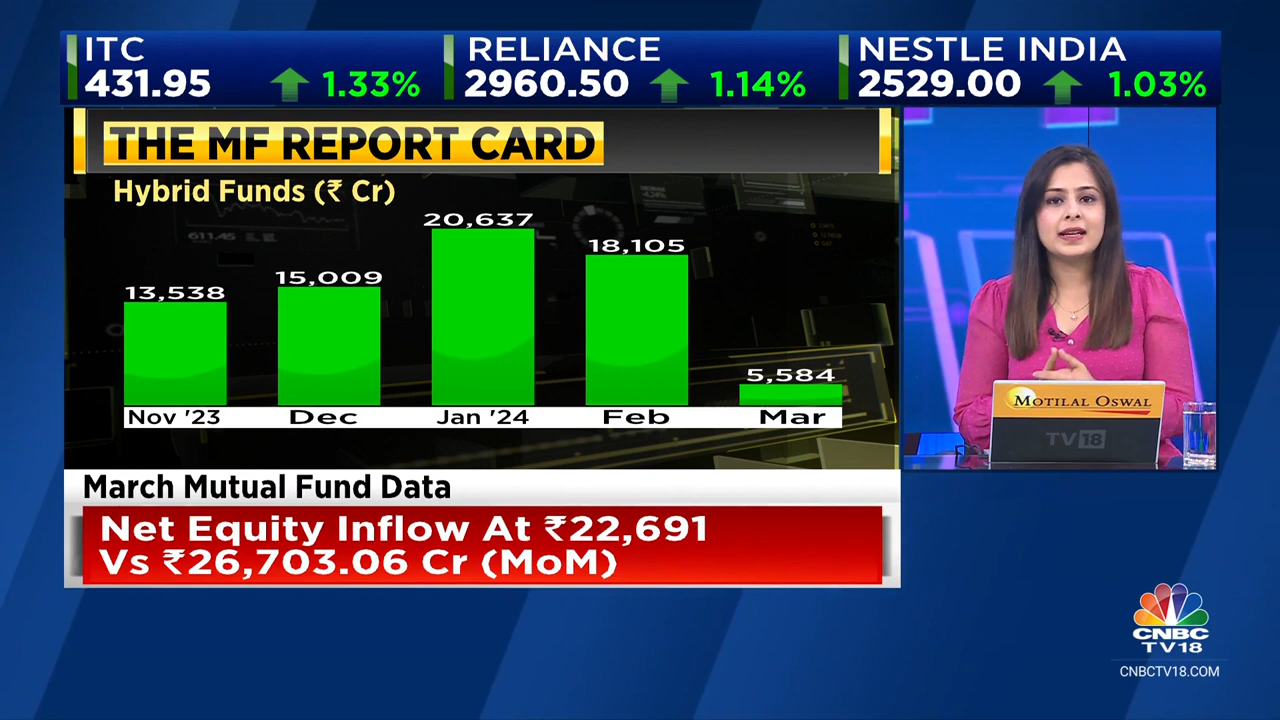 ITC
431.95 1.33%
RELIANCE
2960.50 1.14%
NESTLE INDIA
2529.00 1.03%
THE MF REPORT CARD
Hybrid Funds (₹ Cr)
13,538
15,009
20,637
18,105
5,584
Nov '23
Dec
Jan '24
Feb
Mar
611.45
March Mutual Fund Data
Net Equity Inflow At ₹22,691
Vs ₹26,703.06 Cr (MoM)
MOTILAL OSWAL
TV18
CNBC
TV18
CNBCTV18.COM